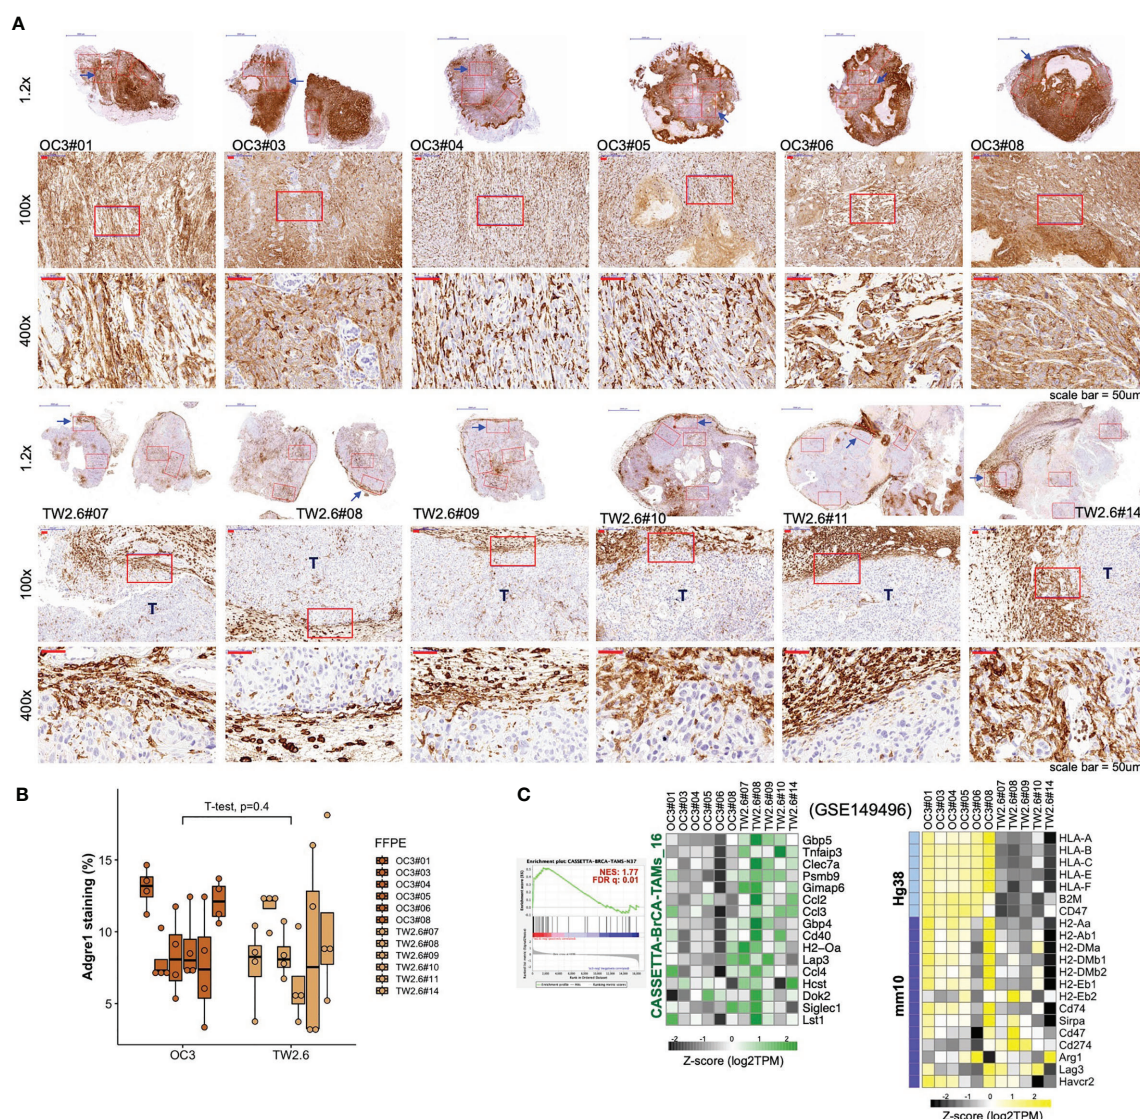 A
1.2x
OC3#01
OC3#03
OC3#04
OC3#05
OC3#06
OC3#08
100x
400x
scale bar = 50um
1.2x
TW2.6#07
TW2.6#08
TW2.6#09
TW2.6#10
TW2.6#11
TW2.6#14
100x
T
T
T
T
T
T
400x
scale bar = 50um
B
T-test, p=0.4
Adgre1 staining (%)
15
10
5
OC3
TW2.6
FFPE
OC3#01
OC3#03
OC3#04
OC3#05
OC3#06
OC3#08
TW2.6#07
TW2.6#08
TW2.6#09
TW2.6#10
TW2.6#11
TW2.6#14
C
Enrichment plot: CASSETTA-BRCA-TAMS-N37
NES: 1.77
FDR q: 0.01
OC3#01
OC3#03
OC3#04
OC3#05
OC3#06
OC3#08
TW2.6#07
TW2.6#08
TW2.6#09
TW2.6#10
TW2.6#14
(GSE149496)
CASSETTA-BrCA-TAMs_16
Gbp5
Tnfaip3
Clec7a
Psmb9
Gimap6
Ccl2
Ccl3
Gbp4
Cd40
H2-Oa
Lap3
Ccl4
Hcst
Dok2
Siglec1
Lst1
-2 -1 0 1 2
Z-score (log2TPM)
OC3#01
OC3#03
OC3#04
OC3#05
OC3#06
OC3#08
TW2.6#07
TW2.6#08
TW2.6#09
TW2.6#10
TW2.6#14
Hg38
mm10
HLA-A
HLA-B
HLA-C
HLA-E
HLA-F
B2M
CD47
H2-Aa
H2-Ab1
H2-DMa
H2-DMb1
H2-DMb2
H2-Eb1
H2-Eb2
Cd74
Sirpa
Cd47
Cd274
Arg1
Lag3
Havcr2
-2 -1 0 1 2
Z-score (log2TPM)